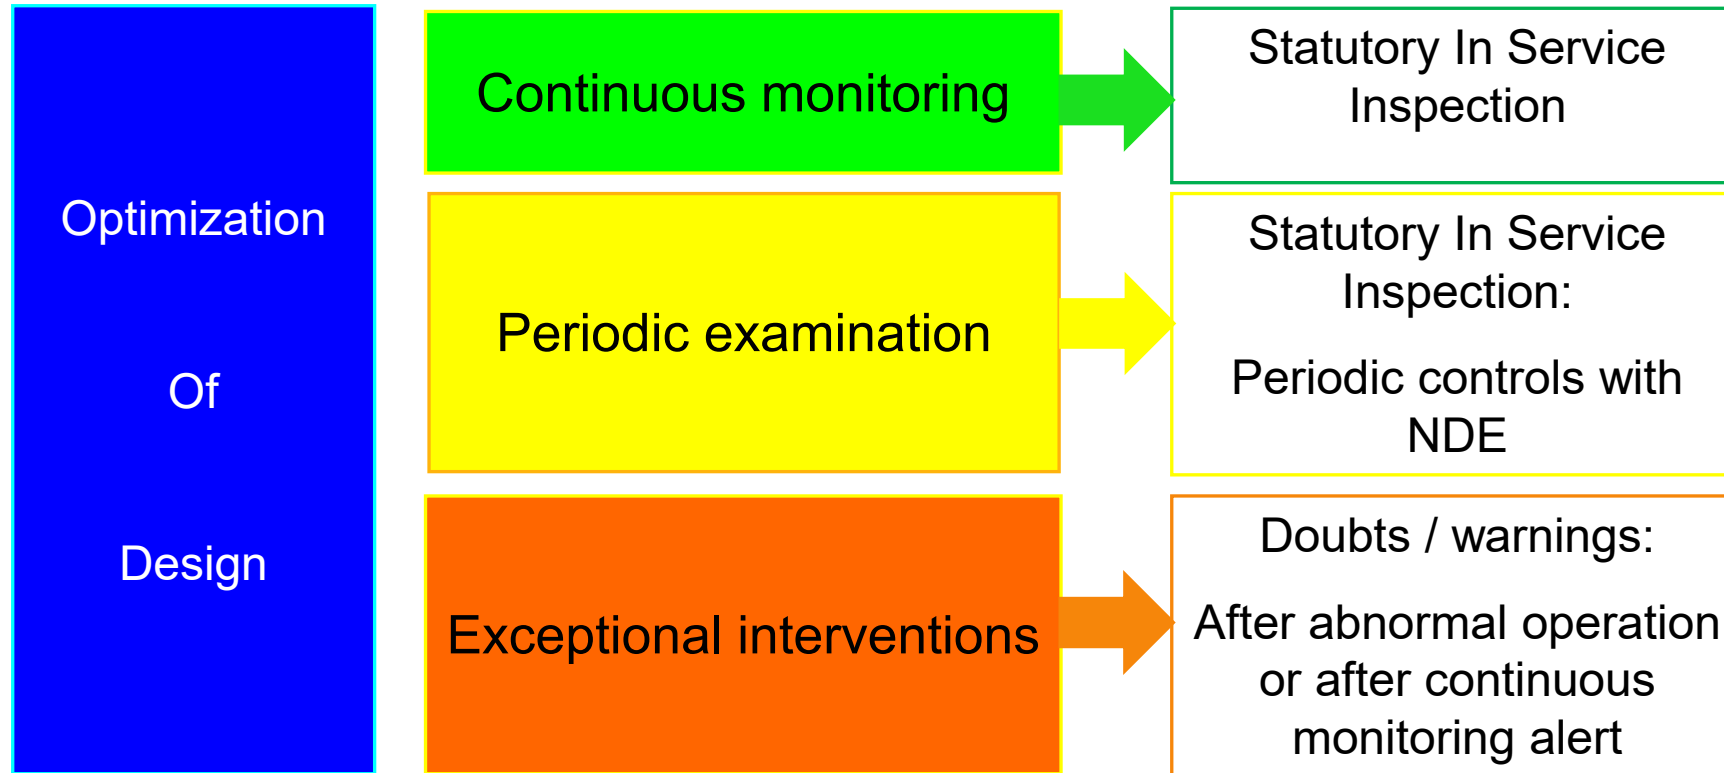 Optimization
Of
Design
Continuous monitoring
Statutory In Service
Inspection
Periodic examination
Statutory In Service
Inspection:
Periodic controls with
NDE
Exceptional interventions
Doubts / warnings:
After abnormal operation
or after continuous
monitoring alert